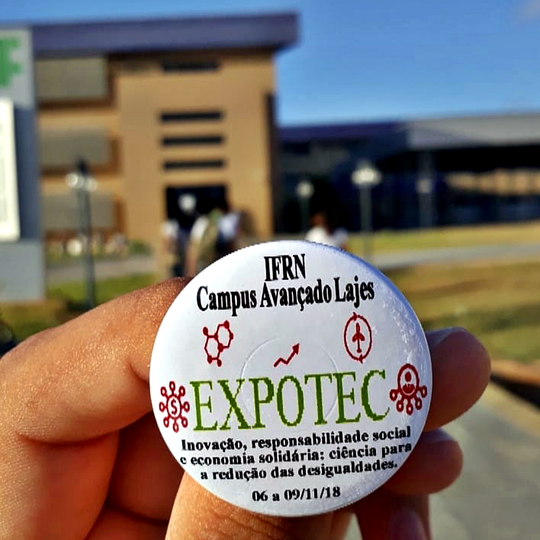 IFRN
Campus Avançado Lajes
EXPOTEC
Inovação, responsabilidade social
e economia solidária: ciência para
a redução das desigualdades.
06 a 09/11/18
F
$